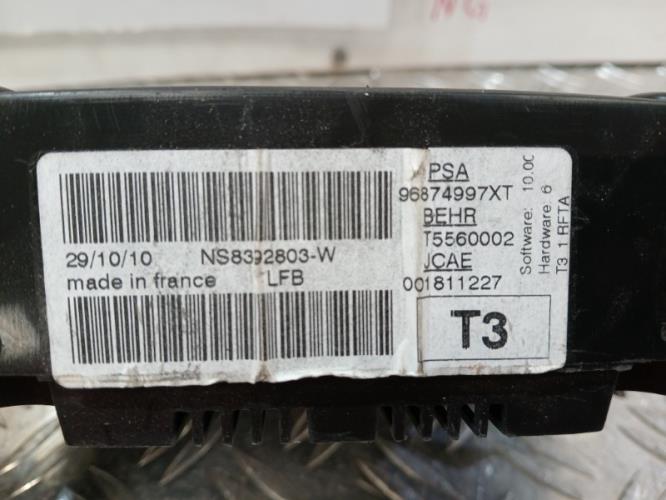 NG
PSA
96874997XT
BEHR
T5560002
JCAE
001811227
29/10/10 NS8392803-W
made in france LFB
T3
Software: 10.00
Hardware: 6
T3 1 RFTA